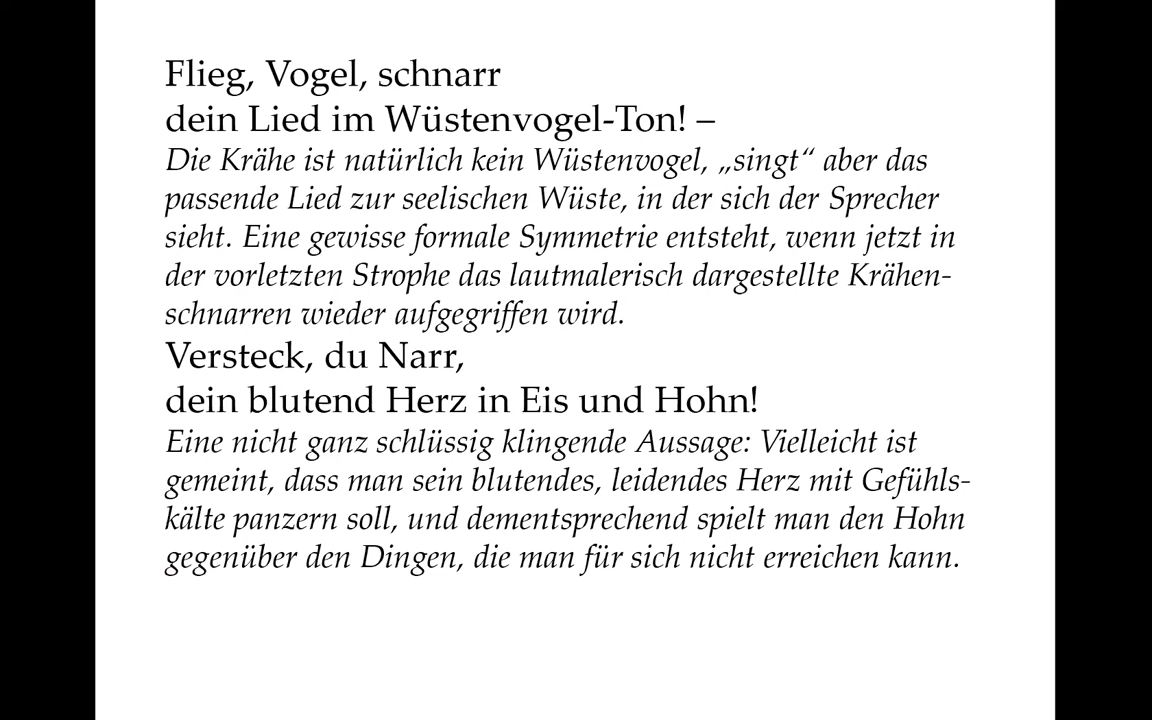 Flieg, Vogel, schnarr
dein Lied im Wüstenvogel-Ton! –
Die Krähe ist natürlich kein Wüstenvogel, „singt“ aber das
passende Lied zur seelischen Wüste, in der sich der Sprecher
sieht. Eine gewisse formale Symmetrie entsteht, wenn jetzt in
der vorletzten Strophe das lautmalerisch dargestellte Krähen-
schnarren wieder aufgegriffen wird.
Versteck, du Narr,
dein blutend Herz in Eis und Hohn!
Eine nicht ganz schlüssig klingende Aussage: Vielleicht ist
gemeint, dass man sein blutendes, leidendes Herz mit Gefühls-
kälte panzern soll, und dementsprechend spielt man den Hohn
gegenüber den Dingen, die man für sich nicht erreichen kann.